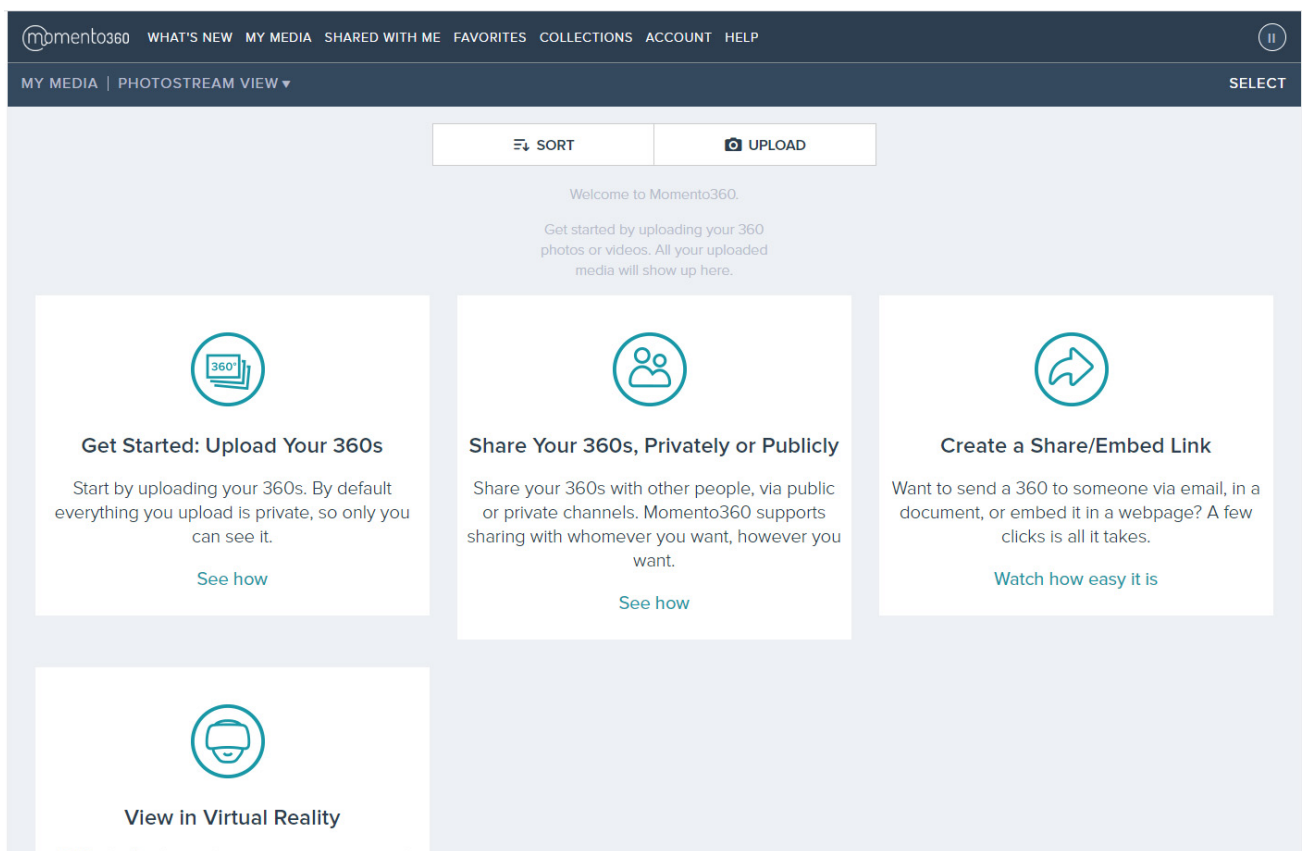 momento360 WHAT'S NEW MY MEDIA SHARED WITH ME FAVORITES COLLECTIONS ACCOUNT HELP II
MY MEDIA | PHOTOSTREAM VIEW ▾ SELECT
SORT UPLOAD
Welcome to Momento360.
Get started by uploading your 360
photos or videos. All your uploaded
media will show up here.
360°
Get Started: Upload Your 360s
Start by uploading your 360s. By default
everything you upload is private, so only you
can see it.
See how
Share Your 360s, Privately or Publicly
Share your 360s with other people, via public
or private channels. Momento360 supports
sharing with whomever you want, however you
want.
See how
Create a Share/Embed Link
Want to send a 360 to someone via email, in a
document, or embed it in a webpage? A few
clicks is all it takes.
Watch how easy it is
View in Virtual Reality